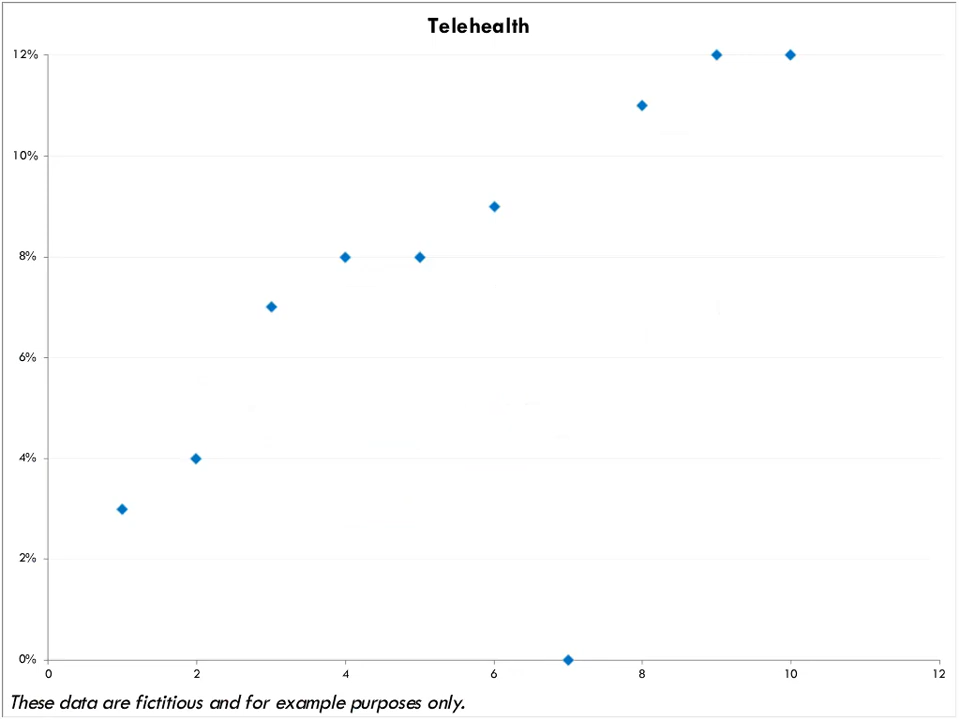 Telehealth
12%
10%
8%
6%
4%
2%
0%
0 2 4 6 8 10 12
These data are fictitious and for example purposes only.